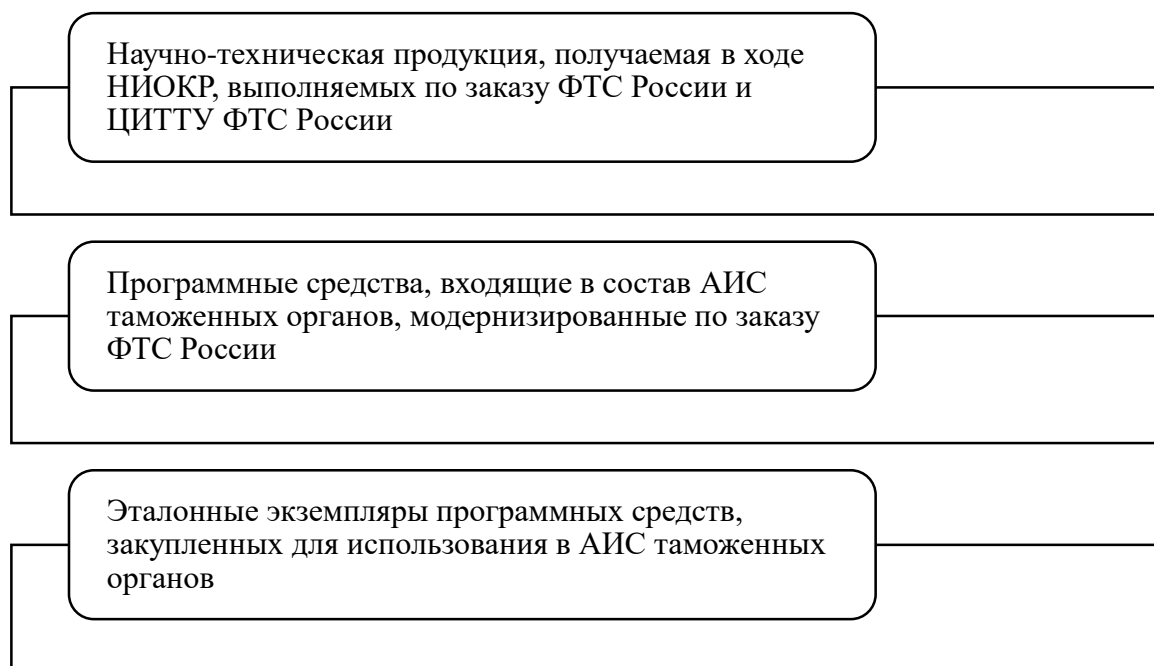 Научно-техническая продукция, получаемая в ходе
НИОКР, выполняемых по заказу ФТС России и
ЦИТТУ ФТС России
Программные средства, входящие в состав АИС
таможенных органов, модернизированные по заказу
ФТС России
Эталонные экземпляры программных средств,
закупленных для использования в АИС таможенных
органов